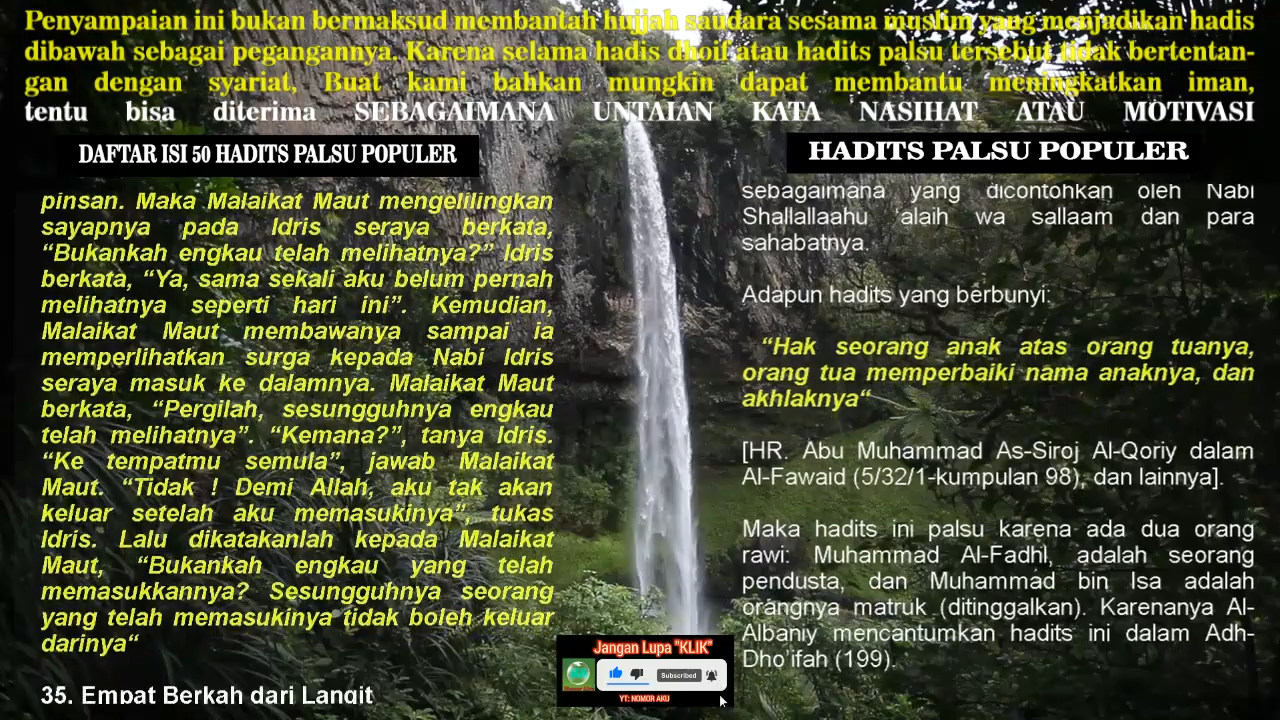 Penyampaian ini bukan bermaksud membantah hujjah saudara sesama muslim yang menjadikan hadis
dibawah sebagai pegangannya. Karena selama hadis dhoif atau hadits palsu tersebut tidak bertentan-
gan dengan syariat, Buat kami bahkan mungkin dapat membantu meningkatkan iman,
tentu bisa diterima SEBAGAIMANA UNTAIAN KATA NASIHAT ATAU MOTIVASI
DAFTAR ISI 50 HADITS PALSU POPULER
pinsan. Maka Malaikat Maut mengelilingkan
sayapnya pada Idris seraya berkata,
“Bukankah engkau telah melihatnya?” Idris
berkata, “Ya, sama sekali aku belum pernah
melihatnya seperti hari ini”. Kemudian,
Malaikat Maut membawanya sampai ia
memperlihatkan surga kepada Nabi Idris
seraya masuk ke dalamnya. Malaikat Maut
berkata, “Pergilah, sesungguhnya engkau
telah melihatnya”. “Kemana?”, tanya Idris.
“Ke tempatmu semula”, jawab Malaikat
Maut. “Tidak ! Demi Allah, aku tak akan
keluar setelah aku memasukinya”, tukas
Idris. Lalu dikatakanlah kepada Malaikat
Maut, “Bukankah engkau yang telah
memasukkannya? Sesungguhnya seorang
yang telah memasukinya tidak boleh keluar
darinya“
35. Empat Berkah dari Langit
HADITS PALSU POPULER
sebagaimana yang dicontohkan oleh Nabi
Shallallaahu ‘alaih wa sallaam dan para
sahabatnya.
Adapun hadits yang berbunyi:
“Hak seorang anak atas orang tuanya,
orang tua memperbaiki nama anaknya, dan
akhlaknya“
[HR. Abu Muhammad As-Siroj Al-Qoriy dalam
Al-Fawaid (5/32/1-kumpulan 98), dan lainnya].
Maka hadits ini palsu karena ada dua orang
rawi: Muhammad Al-Fadhl, adalah seorang
pendusta, dan Muhammad bin Isa adalah
orangnya matruk (ditinggalkan). Karenanya Al-
Albaniy mencantumkan hadits ini dalam Adh-
Dho’ifah (199).
Jangan Lupa "KLIK"
Subscribed
YT: NOMOR AKU